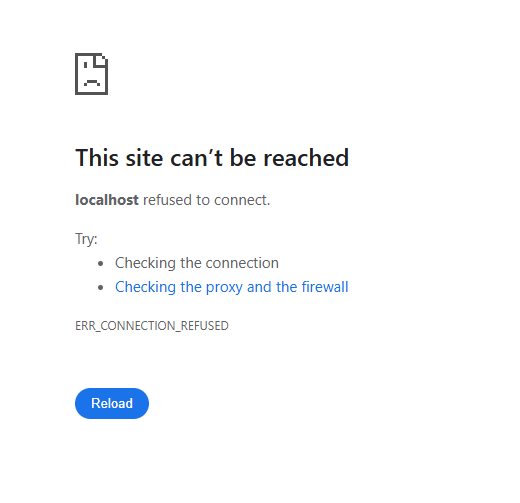 This site can’t be reached
localhost refused to connect.
Try:
• Checking the connection
• Checking the proxy and the firewall
ERR_CONNECTION_REFUSED
Reload